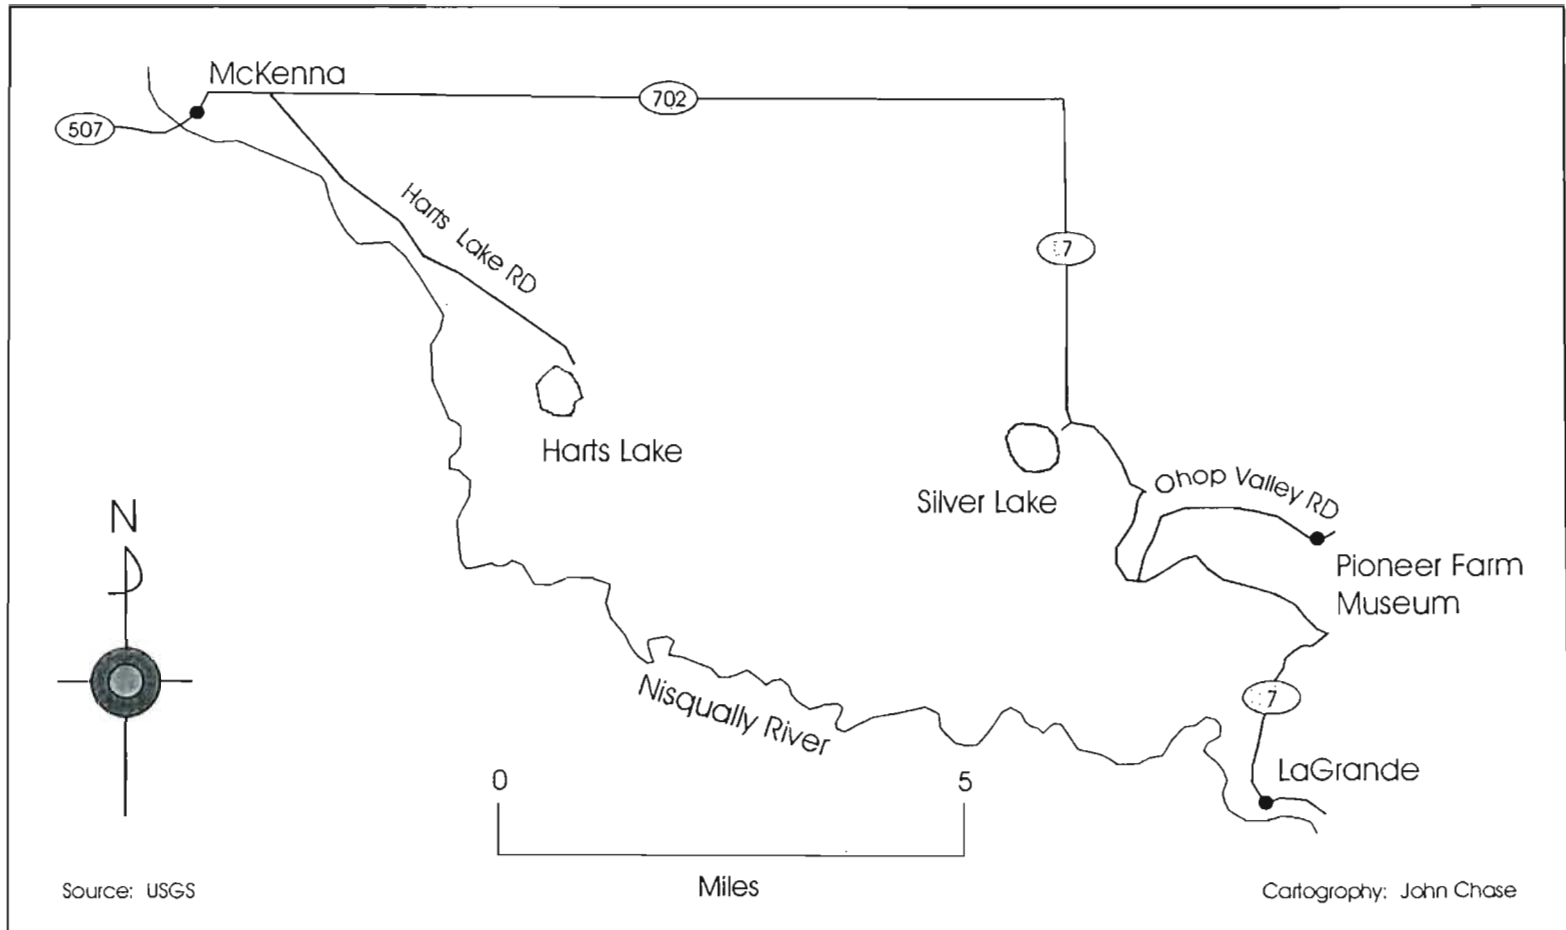 McKenna
702
507
Harts Lake RD
7
Harts Lake
Silver Lake
Ohop Valley RD
N
Pioneer Farm
Museum
Nisqually River
7
LaGrande
0 5
Miles
Source: USGS
Cartography: John Chase